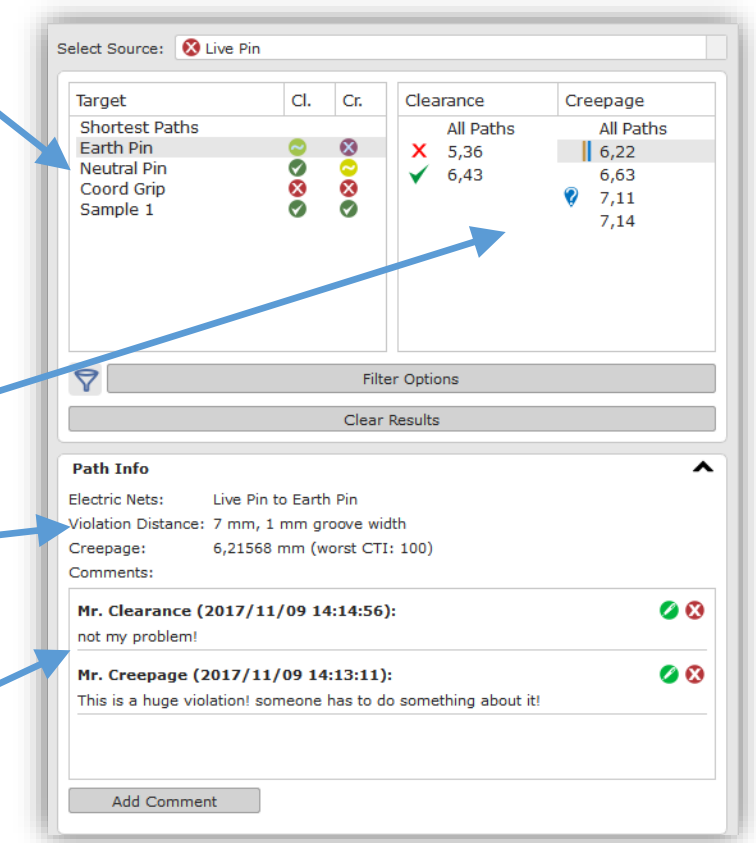 Select Source: Live Pin
Target Cl. Cr.
Shortest Paths
Earth Pin
Neutral Pin
Coord Grip
Sample 1
Clearance Creepage
All Paths All Paths
5,36 6,22
6,43 6,63
7,11
7,14
Filter Options
Clear Results
Path Info
Electric Nets: Live Pin to Earth Pin
Violation Distance: 7 mm, 1 mm groove width
Creepage: 6,21568 mm (worst CTI: 100)
Comments:
Mr. Clearance (2017/11/09 14:14:56):
not my problem!
Mr. Creepage (2017/11/09 14:13:11):
This is a huge violation! someone has to do something about it!
Add Comment